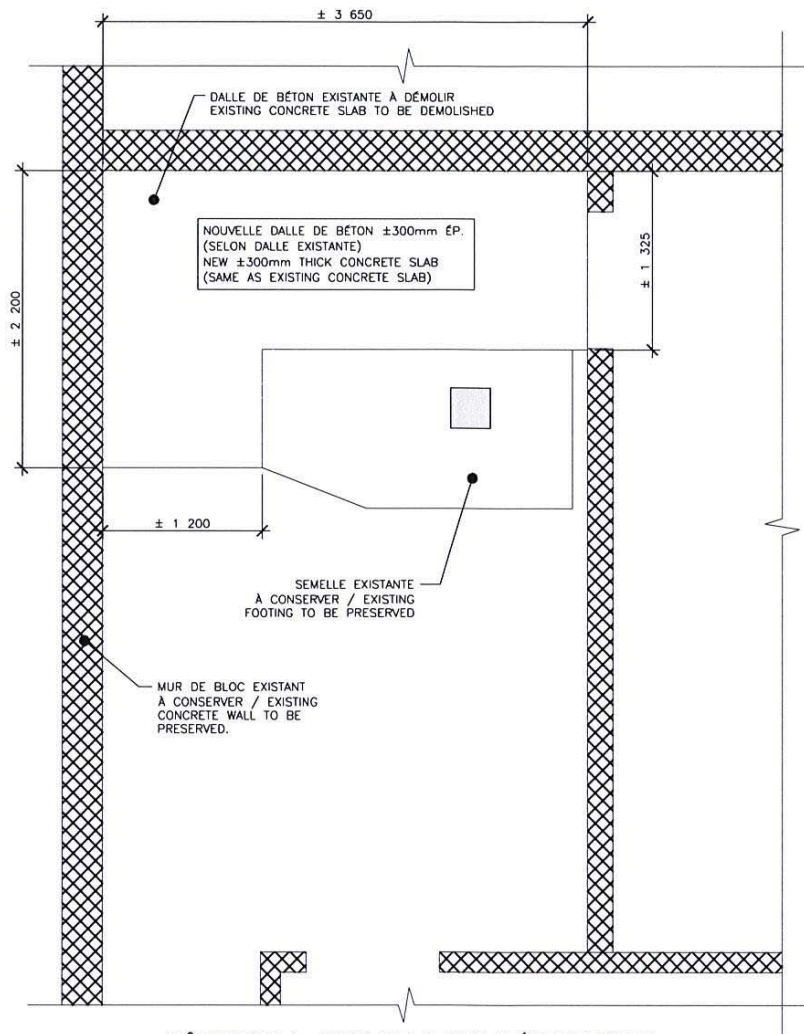 ± 3 650
DALLE DE BÉTON EXISTANTE À DÉMOLIR
EXISTING CONCRETE SLAB TO BE DEMOLISHED
NOUVELLE DALLE DE BÉTON ±300mm ÉP.
(SELON DALLE EXISTANTE)
NEW ±300mm THICK CONCRETE SLAB
(SAME AS EXISTING CONCRETE SLAB)
± 1 325
± 2 200
± 1 200
SEMELLE EXISTANTE
À CONSERVER / EXISTING
FOOTING TO BE PRESERVED
MUR DE BLOC EXISTANT
À CONSERVER / EXISTING
CONCRETE WALL TO BE
PRESERVED.